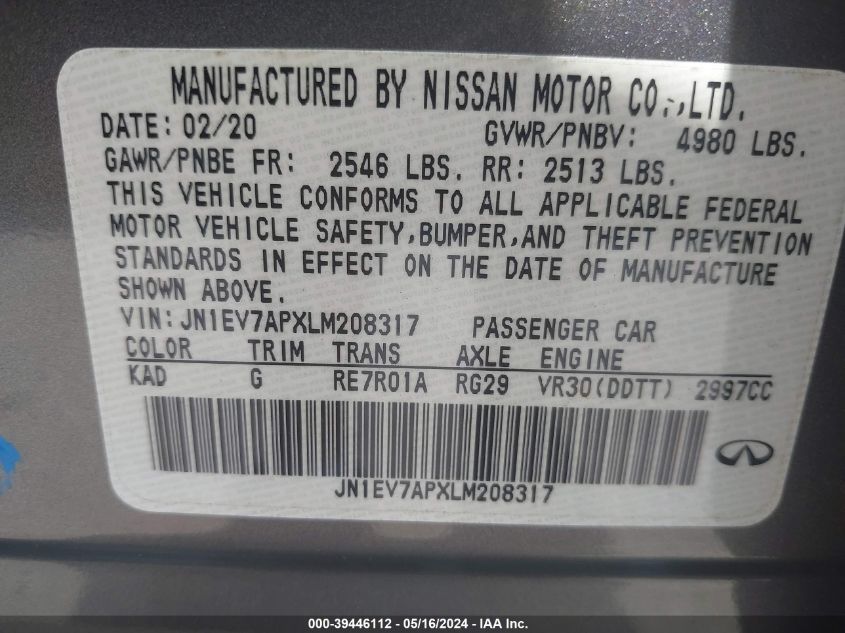 MANUFACTURED BY NISSAN MOTOR CO.,LTD.
DATE: 02/20 GVWR/PNBV: 4980 LBS.
GAWR/PNBE FR: 2546 LBS. RR: 2513 LBS.
THIS VEHICLE CONFORMS TO ALL APPLICABLE FEDERAL
MOTOR VEHICLE SAFETY,BUMPER,AND THEFT PREVENTION
STANDARDS IN EFFECT ON THE DATE OF MANUFACTURE
SHOWN ABOVE.
VIN:JN1EV7APXLM208317 PASSENGER CAR
COLOR TRIM TRANS AXLE ENGINE
KAD G RE7R01A RG29 VR30(DDTT) 2997CC
JN1EV7APXLM208317
000-39446112 - 05/16/2024 - IAA Inc.